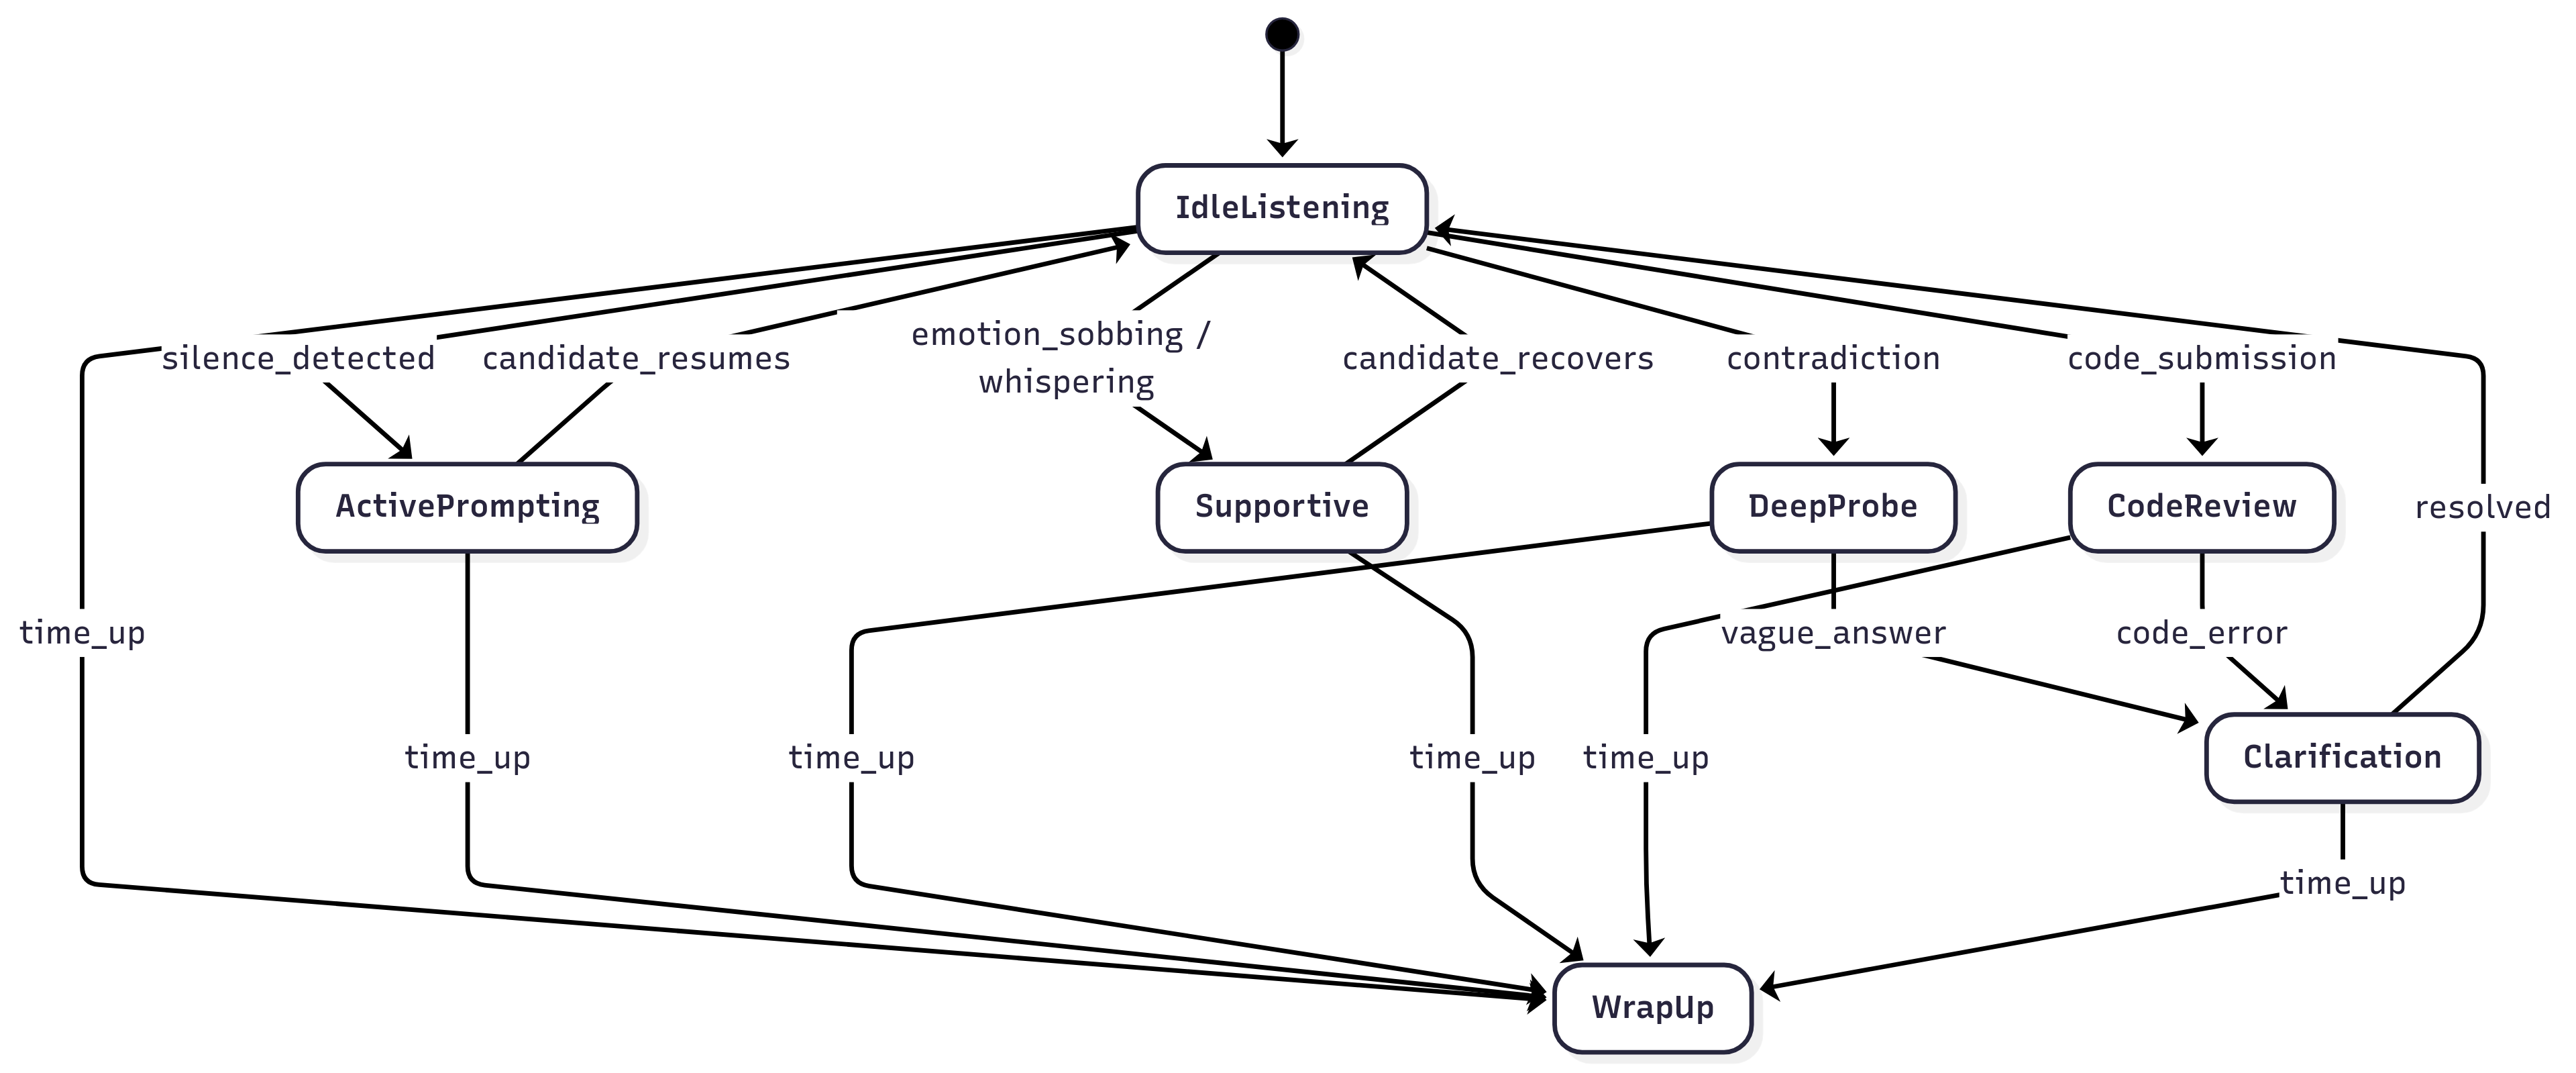 IdleListening
emotion_sobbing /
whispering
silence_detected
candidate_resumes
candidate_recovers
contradiction
code_submission
ActivePrompting
Supportive
DeepProbe
CodeReview
resolved
time_up
vague_answer
code_error
time_up
time_up
time_up
time_up
Clarification
time_up
WrapUp